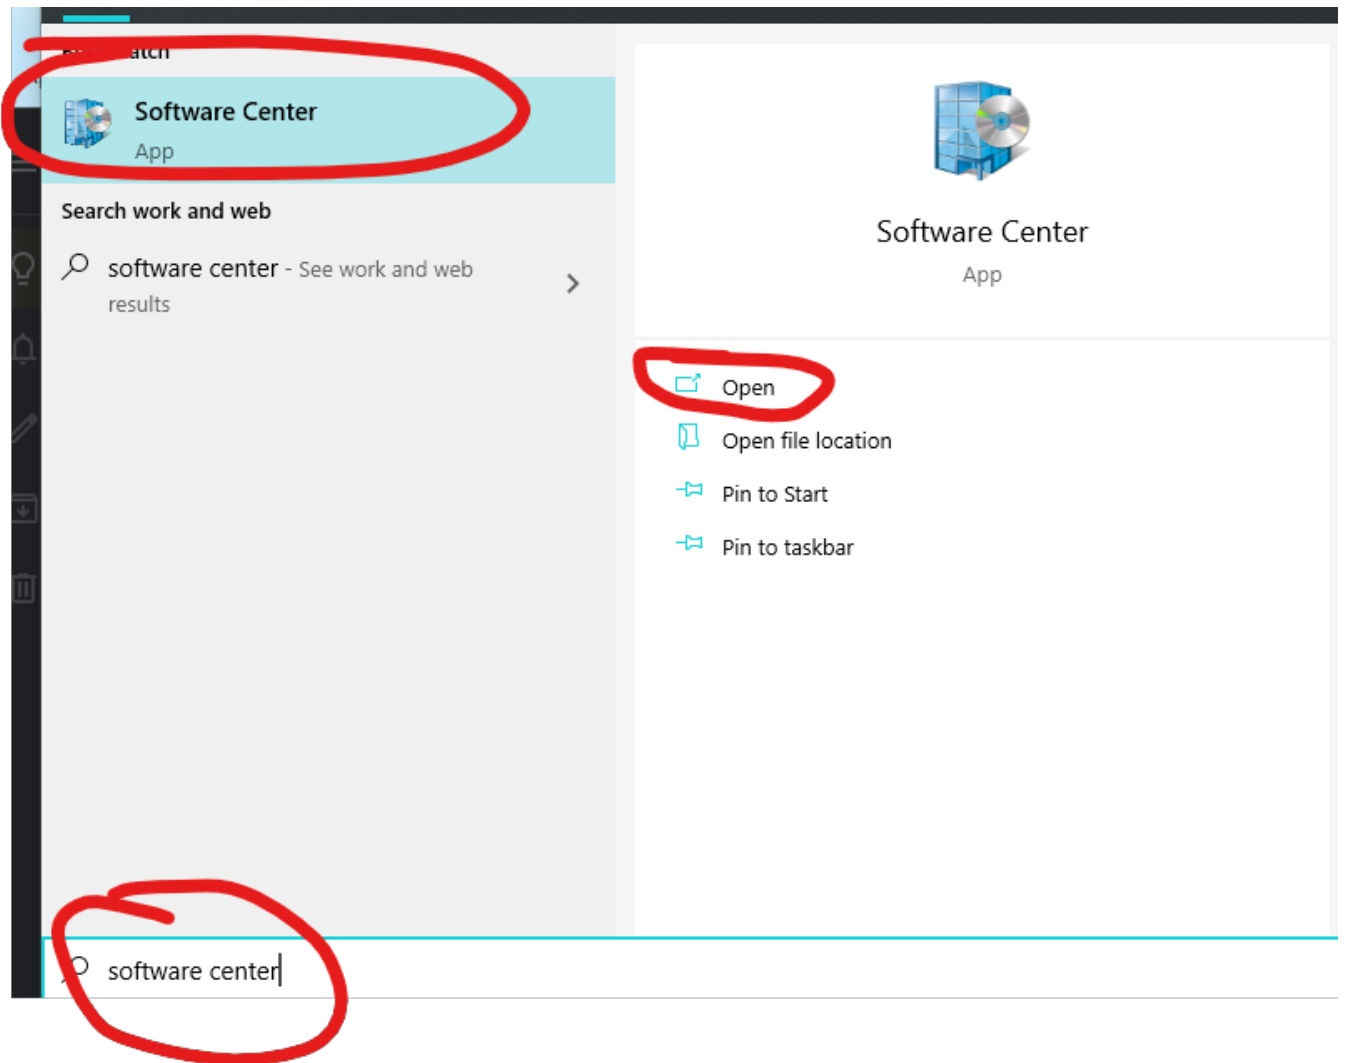 Software Center
App
Search work and web
software center - See work and web
results
Software Center
App
Open
Open file location
Pin to Start
Pin to taskbar
software center